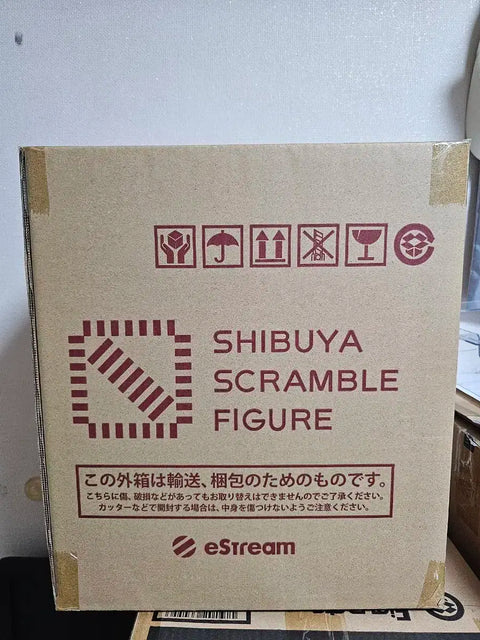 SHIBUYA
SCRAMBLE
FIGURE
この外箱は輸送、梱包のためのものです。
こちらに傷、破損などがあってもお取り替えはできませんのでご了承ください。
カッターなどで開封する場合は、中身を傷つけないようご注意ください。
eStream